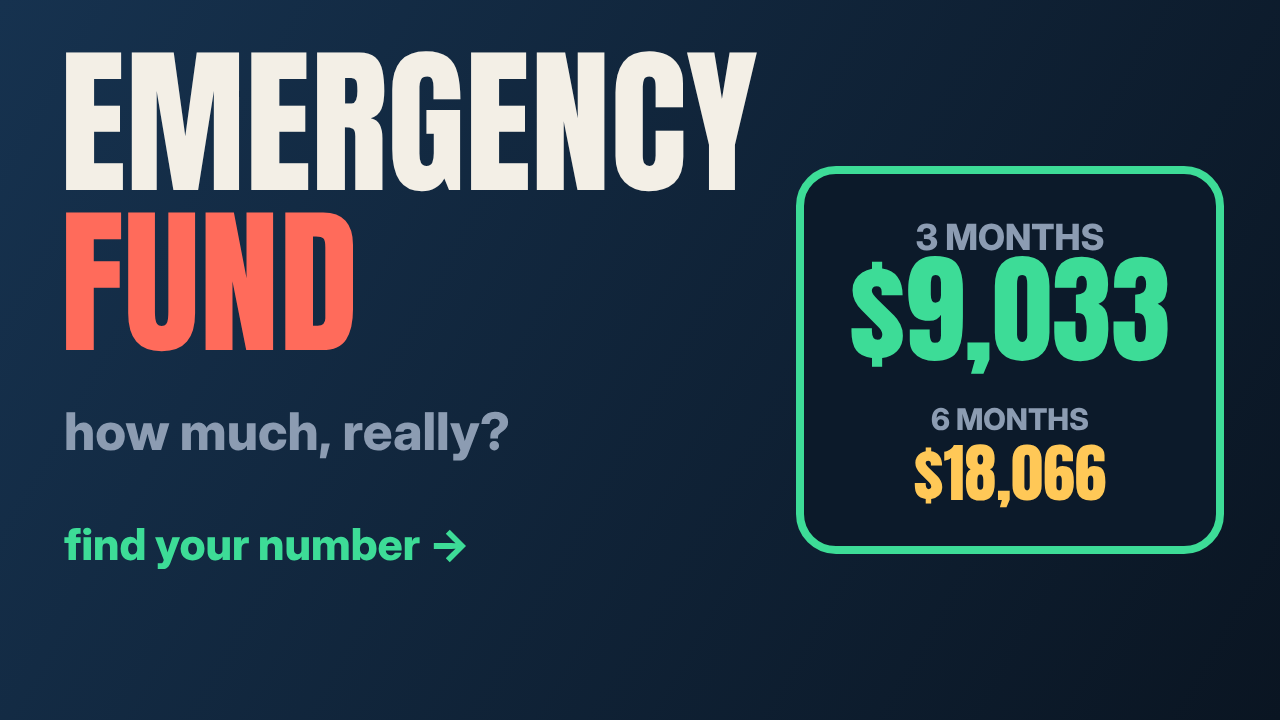 EMERGENCY
FUND
how much, really?
find your number →
3 MONTHS
$9,033
6 MONTHS
$18,066